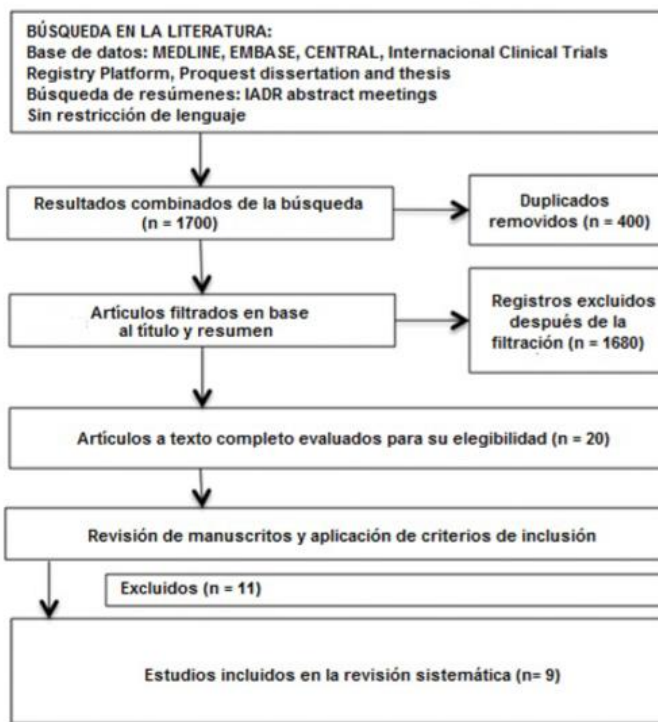 BÚSQUEDA EN LA LITERATURA:
Base de datos: MEDLINE, EMBASE, CENTRAL, Internacional Clinical Trials
Registry Platform, Proquest dissertation and thesis
Búsqueda de resúmenes: IADR abstract meetings
Sin restricción de lenguaje
Resultados combinados de la búsqueda
(n = 1700)
Duplicados
removidos (n = 400)
Artículos filtrados en base
al título y resumen
Registros excluidos
después de la
filtración (n = 1680)
Artículos a texto completo evaluados para su elegibilidad (n = 20)
Revisión de manuscritos y aplicación de criterios de inclusión
Excluidos (n = 11)
Estudios incluidos en la revisión sistemática (n= 9)